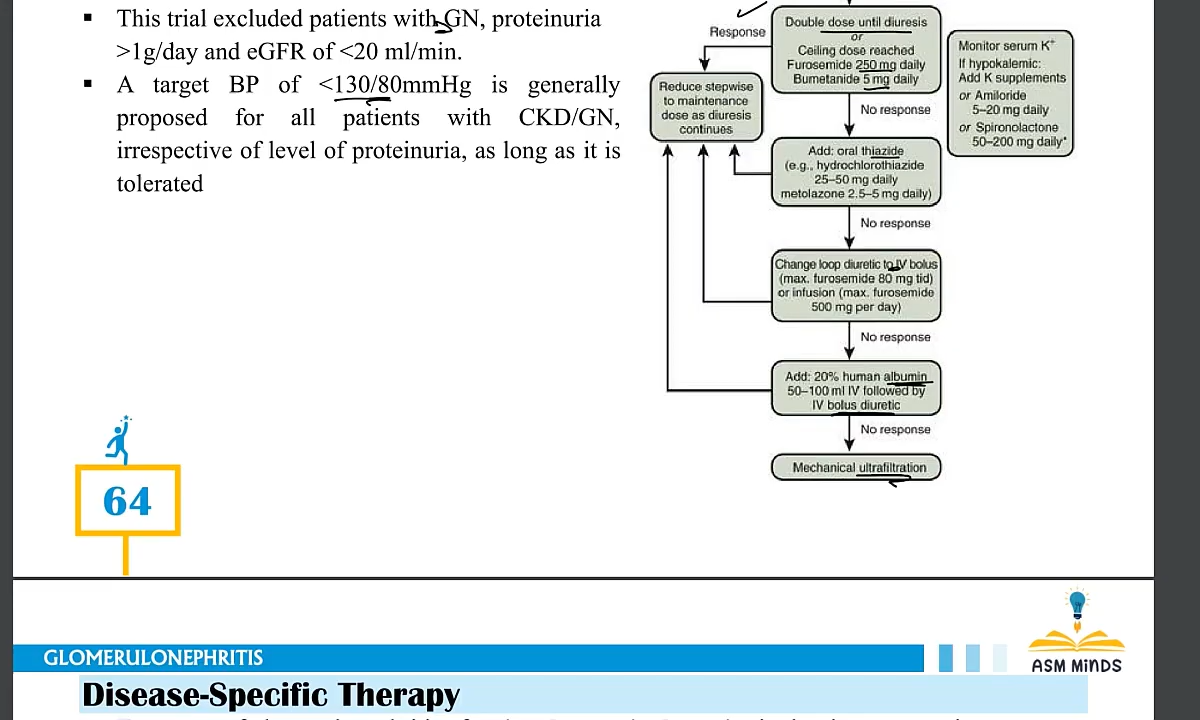 ▪ This trial excluded patients with GN, proteinuria
>1g/day and eGFR of <20 ml/min.
▪ A target BP of <130/80mmHg is generally
proposed for all patients with CKD/GN,
irrespective of level of proteinuria, as long as it is
tolerated
Double dose until diuresis
or
Ceiling dose reached
Furosemide 250 mg daily
Bumetanide 5 mg daily
Response
Reduce stepwise
to maintenance
dose as diuresis
continues
Monitor serum K+
If hypokalemic:
Add K supplements
or Amiloride
5–20 mg daily
or Spironolactone
50–200 mg daily*
No response
Add: oral thiazide
(e.g., hydrochlorothiazide
25–50 mg daily
metolazone 2.5–5 mg daily)
No response
Change loop diuretic to IV bolus
(max. furosemide 80 mg tid)
or infusion (max. furosemide
500 mg per day)
No response
Add: 20% human albumin
50–100 ml IV followed by
IV bolus diuretic
No response
Mechanical ultrafiltration
64
GLOMERULONEPHRITIS
ASM MINDS
Disease-Specific Therapy